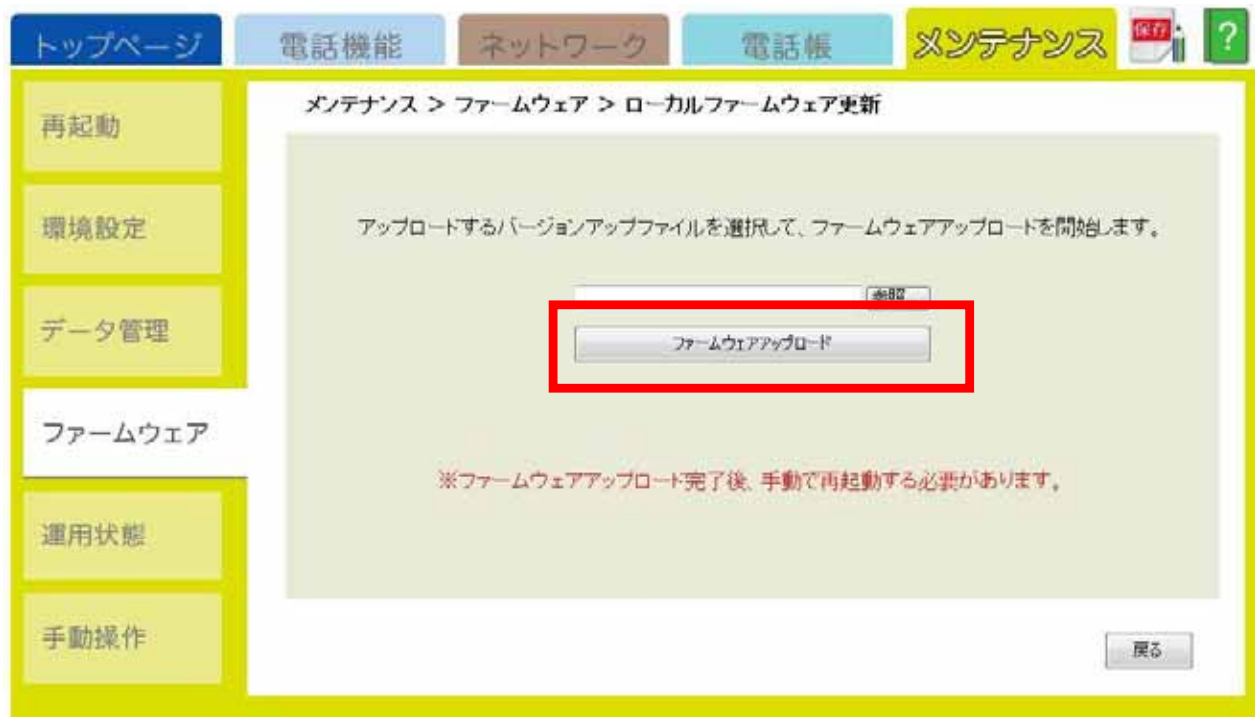 トップページ
電話機能
ネットワーク
電話帳
メンテナンス
保存
?
再起動
環境設定
データ管理
ファームウェア
運用状態
手動操作
メンテナンス > ファームウェア > ローカルファームウェア更新
アップロードするバージョンアップファイルを選択して、ファームウェアアップロードを開始します。
参照...
ファームウェアアップロード
※ファームウェアアップロード完了後、手動で再起動する必要があります。
戻る